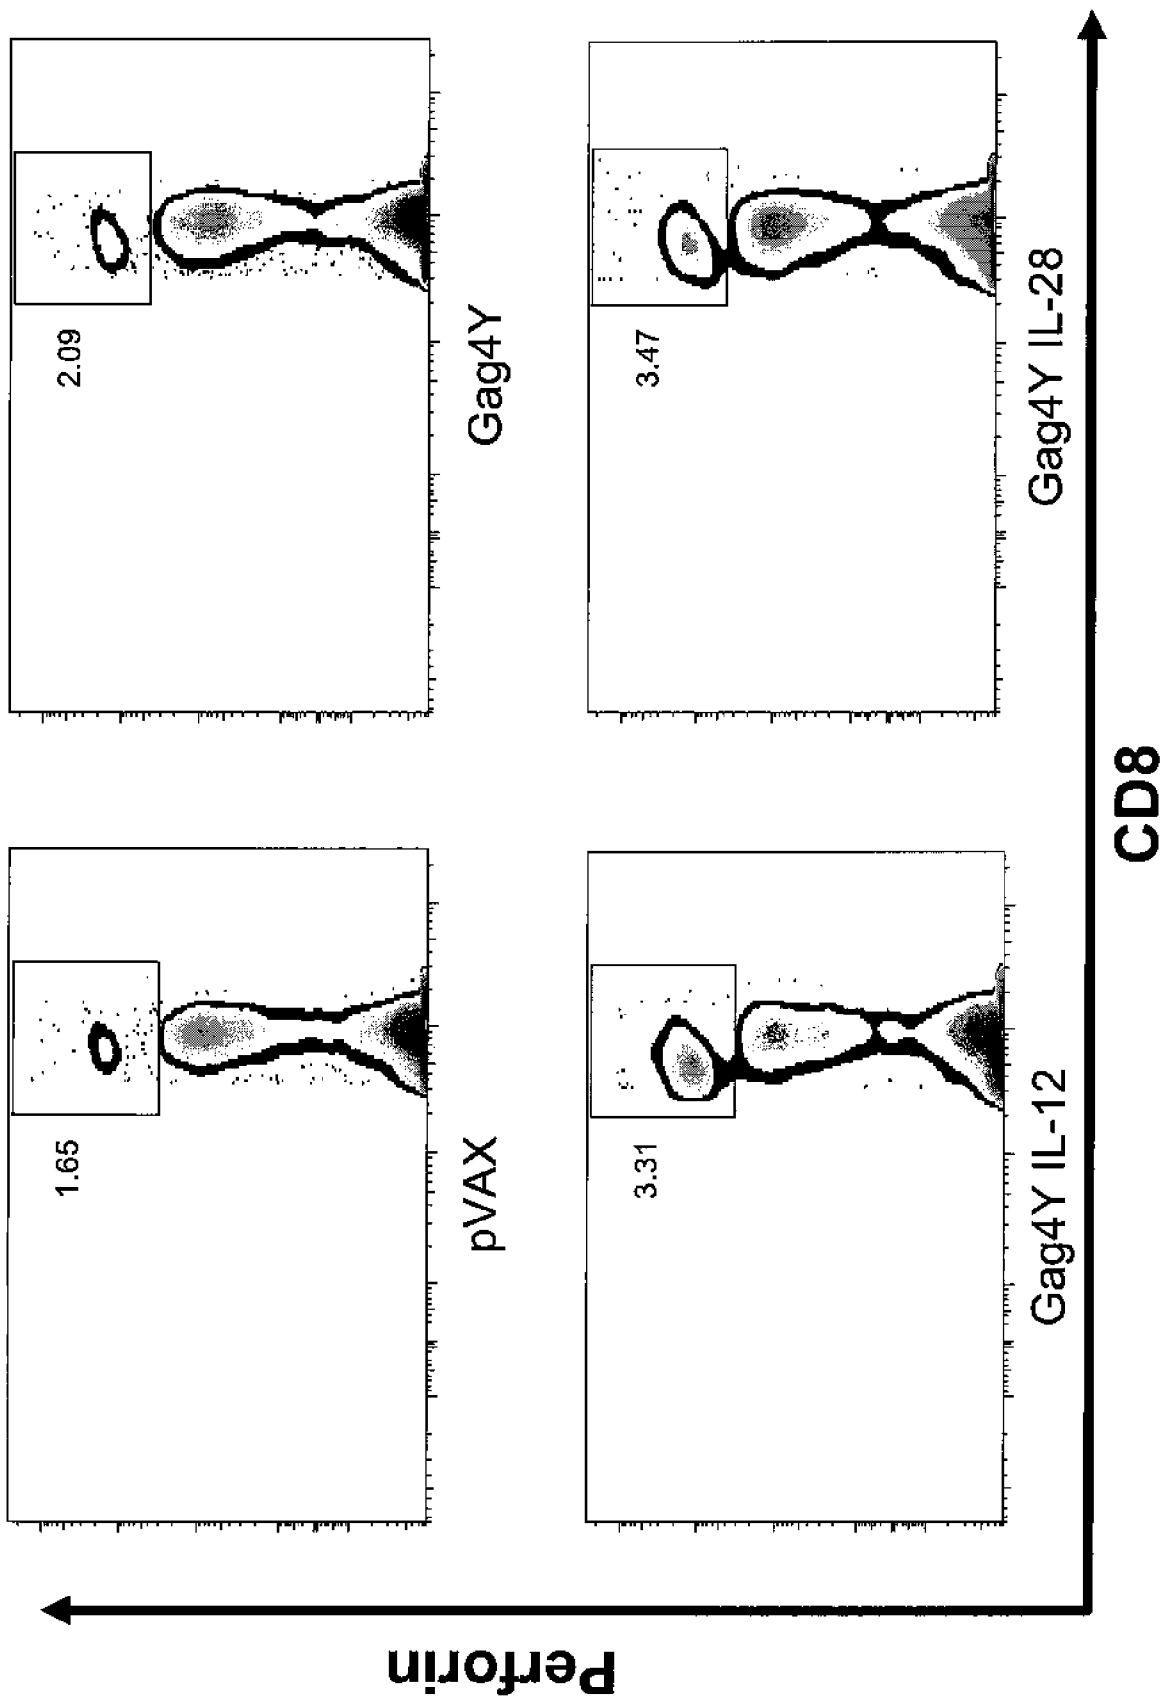 1.65
2.09
pVAX
Gag4Y
3.31
3.47
Gag4Y IL-12
Gag4Y IL-28
Perforin
CD8